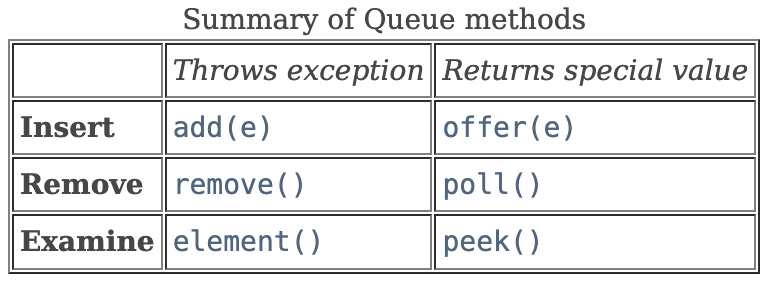 Summary of Queue methods
Throws exception Returns special value
Insert add(e) offer(e)
Remove remove() poll()
Examine element() peek()